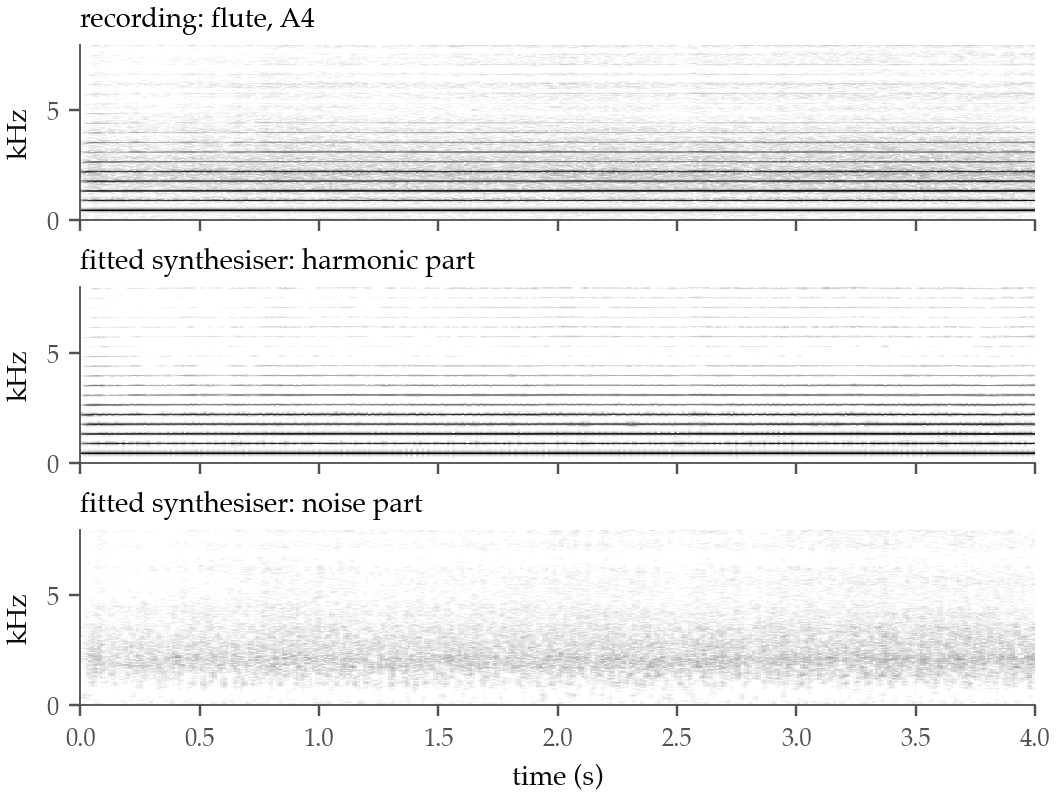 recording: flute, A4
kHz
5
0
fitted synthesiser: harmonic part
kHz
5
0
fitted synthesiser: noise part
kHz
5
0
0.0 0.5 1.0 1.5 2.0 2.5 3.0 3.5 4.0
time (s)